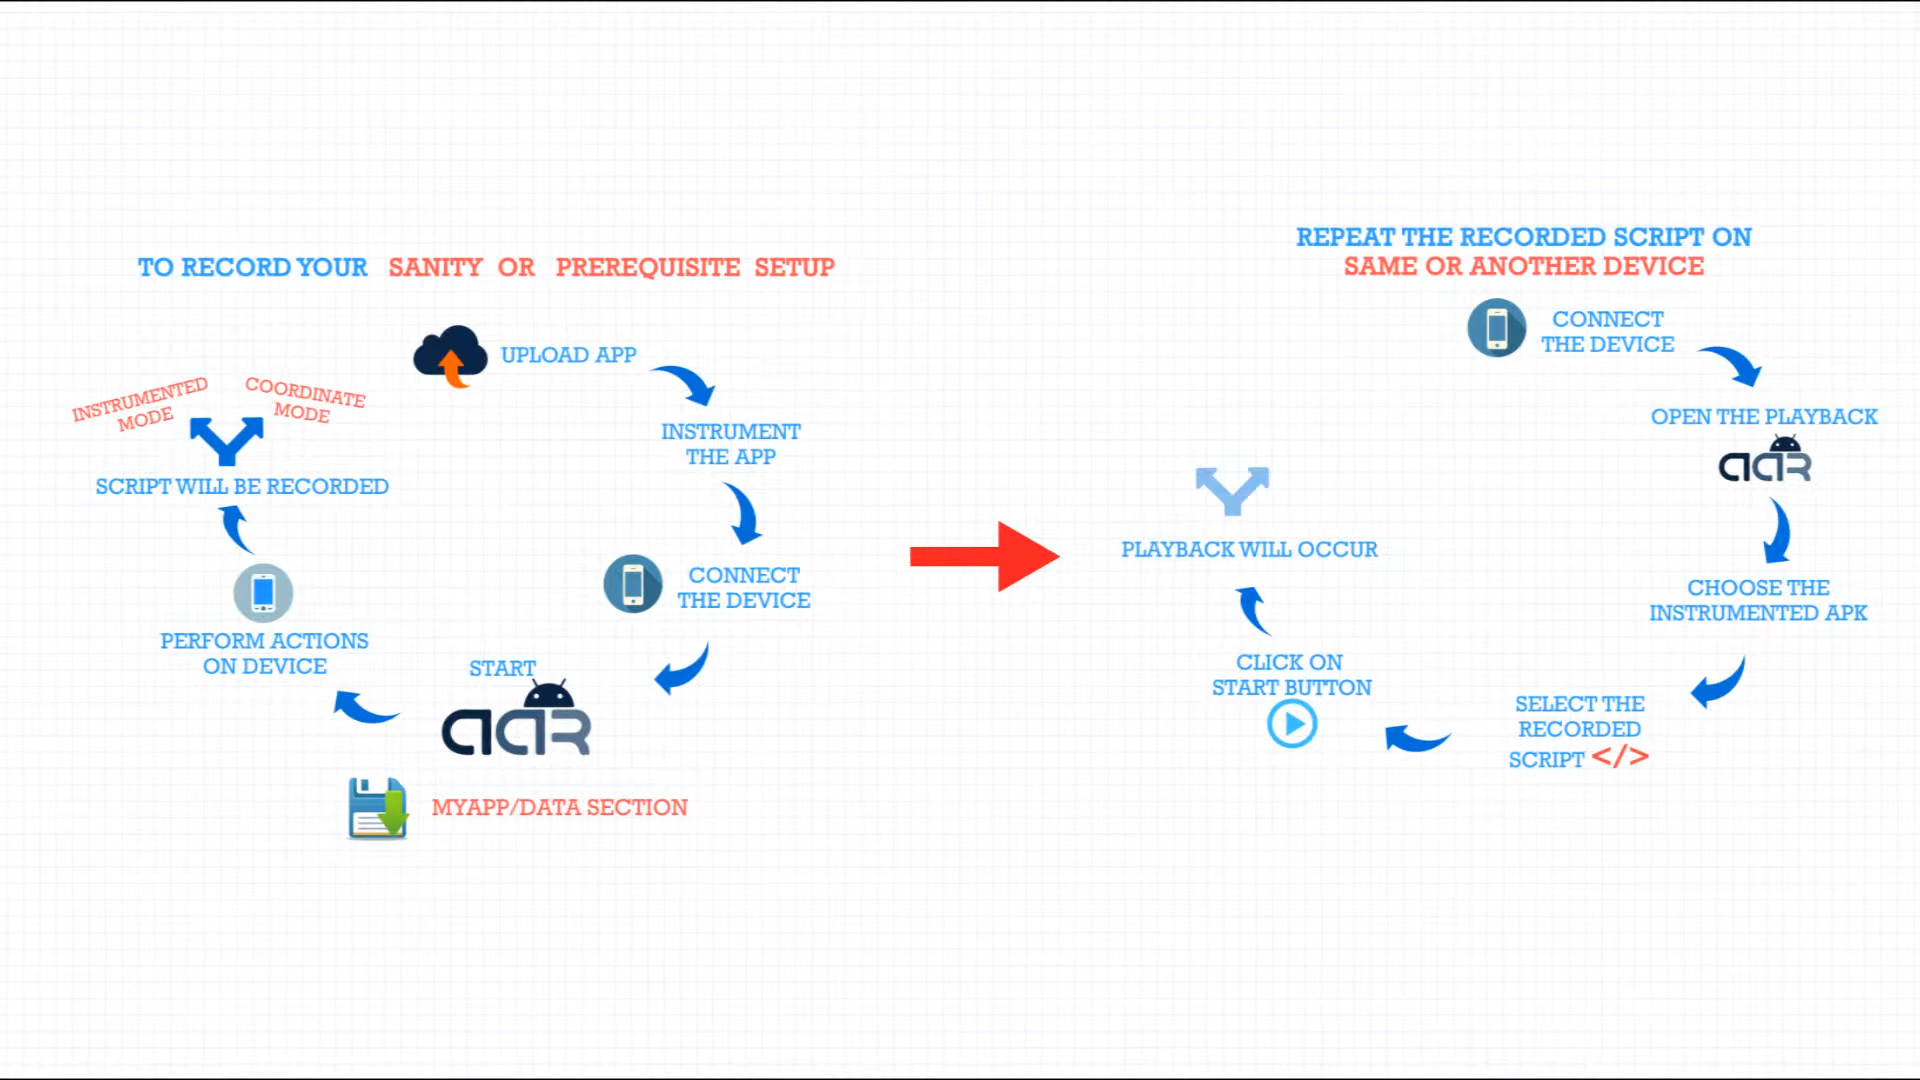 TO RECORD YOUR SANITY OR PREREQUISITE SETUP
UPLOAD APP
INSTRUMENT
THE APP
CONNECT
THE DEVICE
START
aar
MYAPP/DATA SECTION
PERFORM ACTIONS
ON DEVICE
SCRIPT WILL BE RECORDED
INSTRUMENTED
MODE
COORDINATE
MODE
REPEAT THE RECORDED SCRIPT ON
SAME OR ANOTHER DEVICE
CONNECT
THE DEVICE
OPEN THE PLAYBACK
aar
CHOOSE THE
INSTRUMENTED APK
SELECT THE
RECORDED
SCRIPT </>
CLICK ON
START BUTTON
PLAYBACK WILL OCCUR